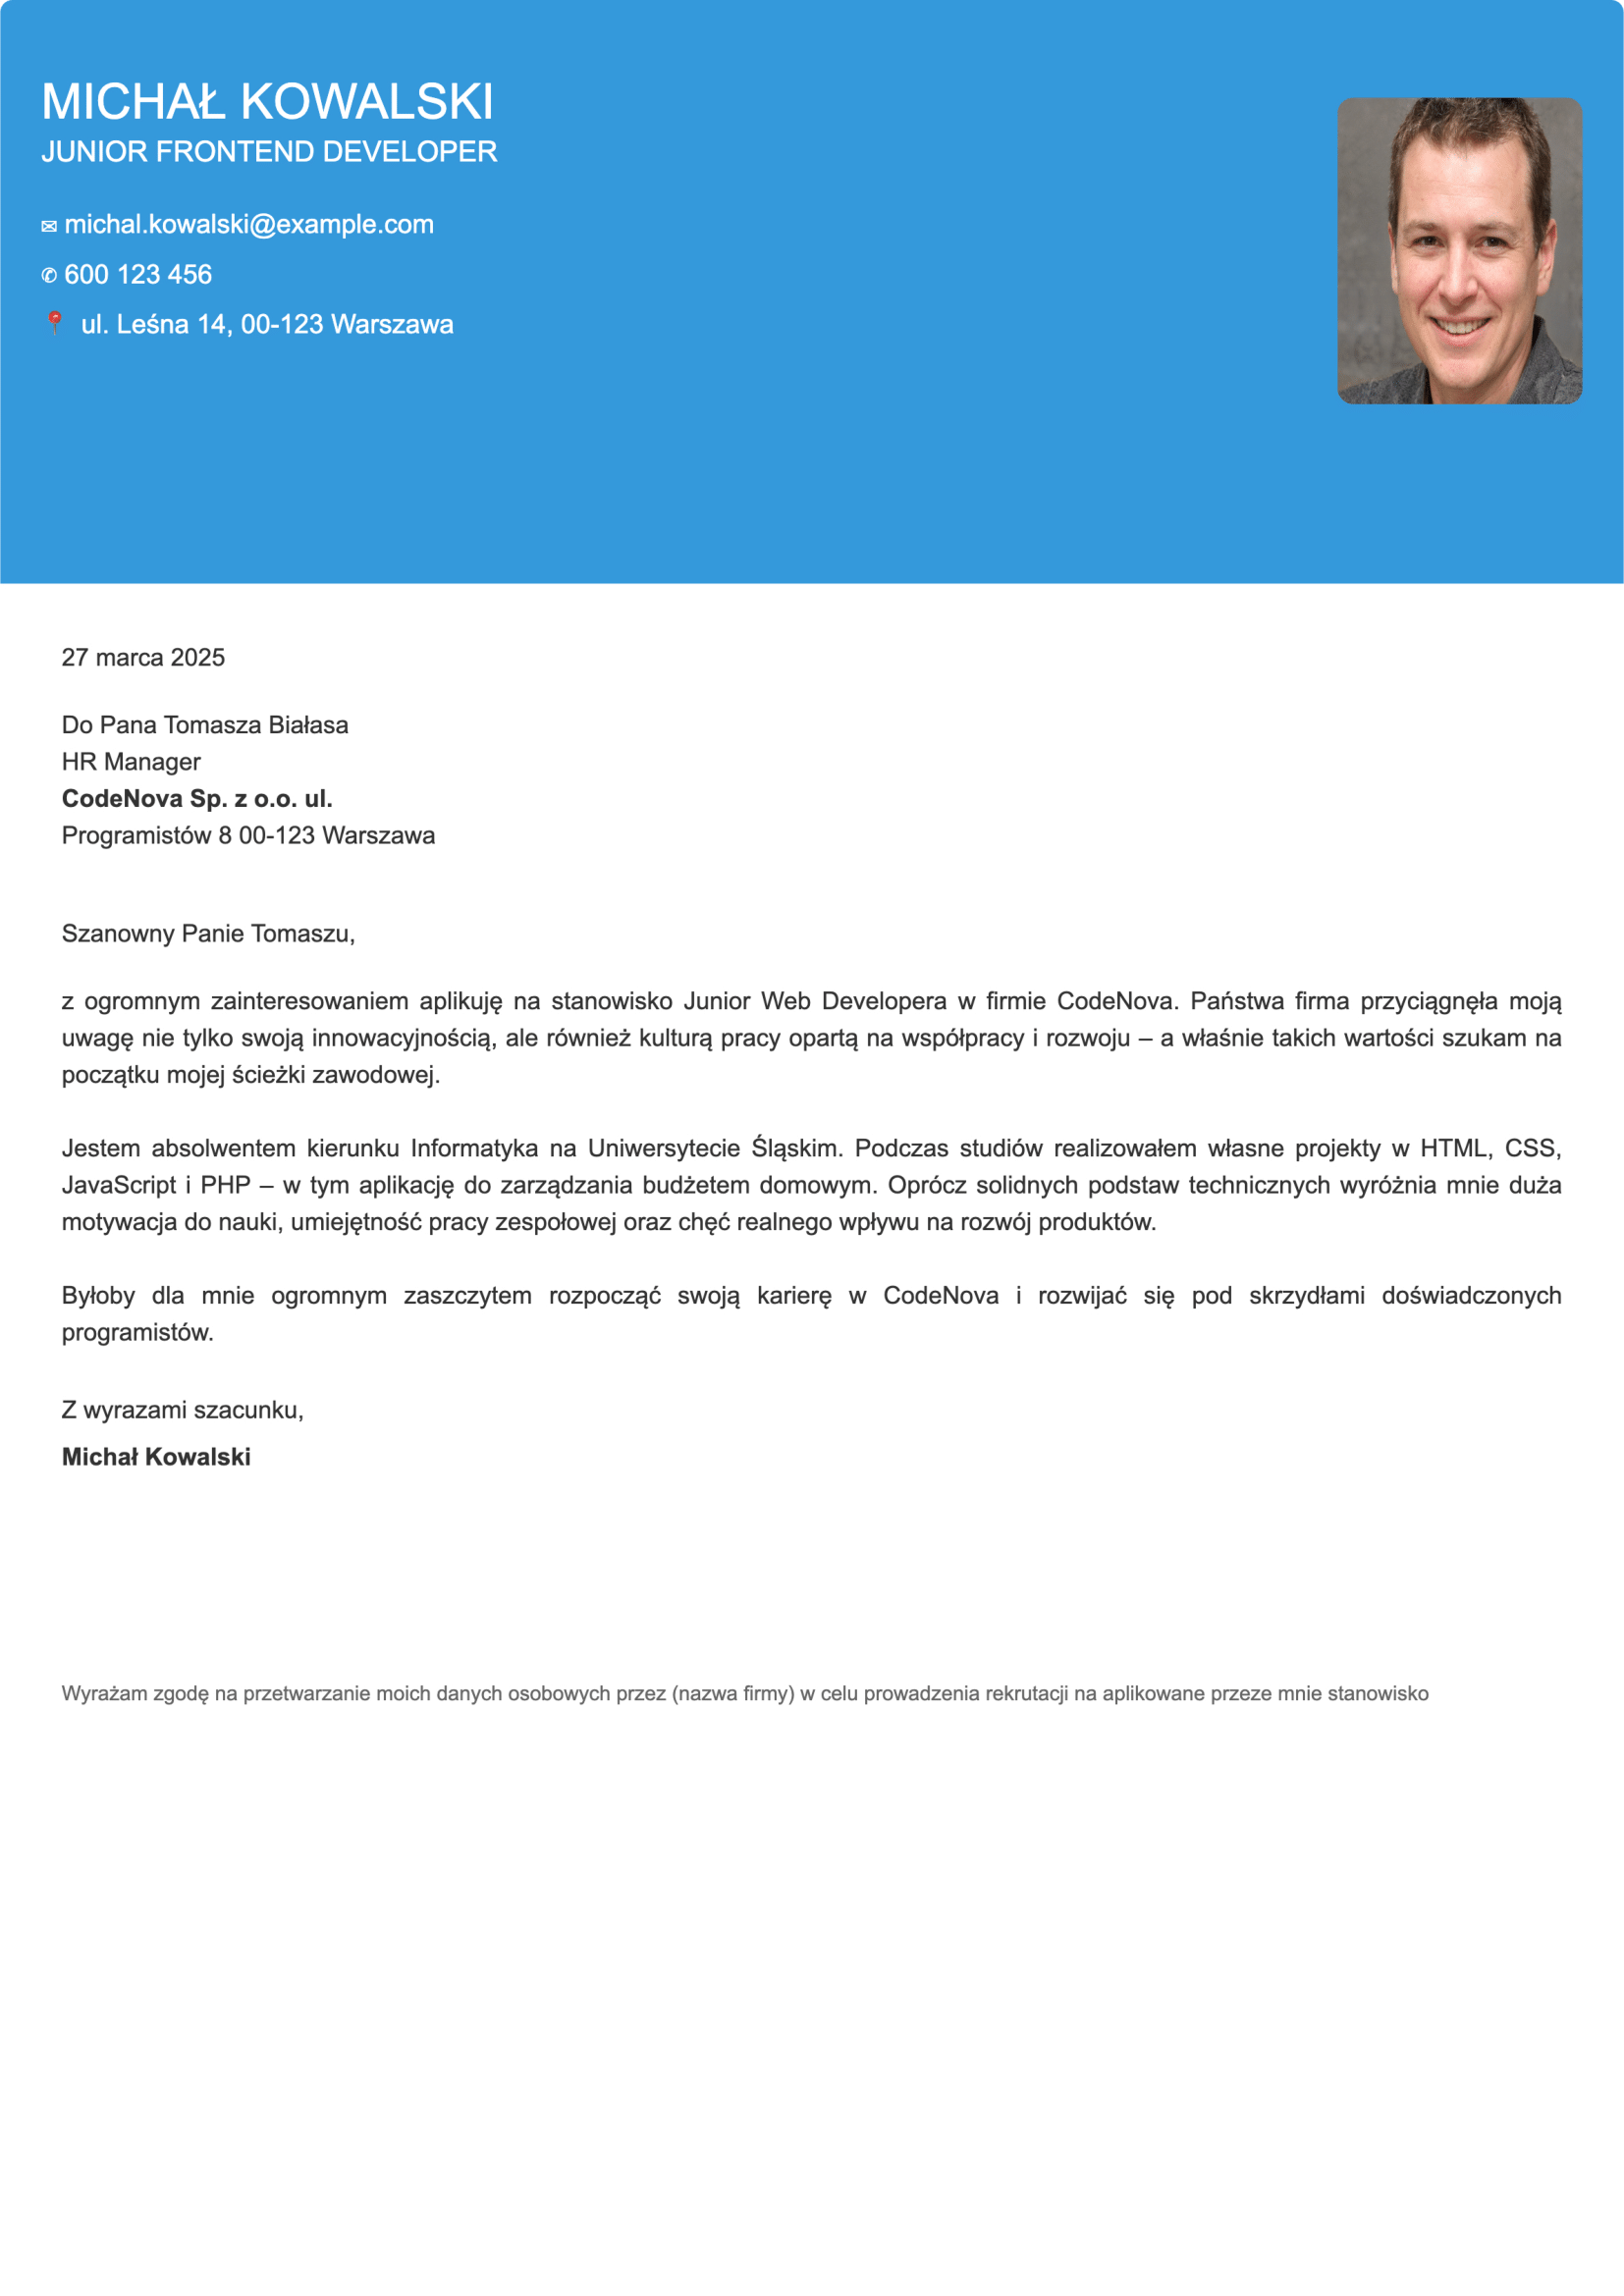 MICHAŁ KOWALSKI
JUNIOR FRONTEND DEVELOPER
✉ michal.kowalski@example.com
✆ 600 123 456
📍 ul. Leśna 14, 00-123 Warszawa
27 marca 2025
Do Pana Tomasza Białasa
HR Manager
CodeNova Sp. z o.o. ul.
Programistów 8 00-123 Warszawa
Szanowny Panie Tomaszu,
z ogromnym zainteresowaniem aplikuję na stanowisko Junior Web Developera w firmie CodeNova. Państwa firma przyciągnęła moją
uwagę nie tylko swoją innowacyjnością, ale również kulturą pracy opartą na współpracy i rozwoju – a właśnie takich wartości szukam na
początku mojej ścieżki zawodowej.
Jestem absolwentem kierunku Informatyka na Uniwersytecie Śląskim. Podczas studiów realizowałem własne projekty w HTML, CSS,
JavaScript i PHP – w tym aplikację do zarządzania budżetem domowym. Oprócz solidnych podstaw technicznych wyróżnia mnie duża
motywacja do nauki, umiejętność pracy zespołowej oraz chęć realnego wpływu na rozwój produktów.
Byłoby dla mnie ogromnym zaszczytem rozpocząć swoją karierę w CodeNova i rozwijać się pod skrzydłami doświadczonych
programistów.
Z wyrazami szacunku,
Michał Kowalski
Wyrażam zgodę na przetwarzanie moich danych osobowych przez (nazwa firmy) w celu prowadzenia rekrutacji na aplikowane przeze mnie stanowisko